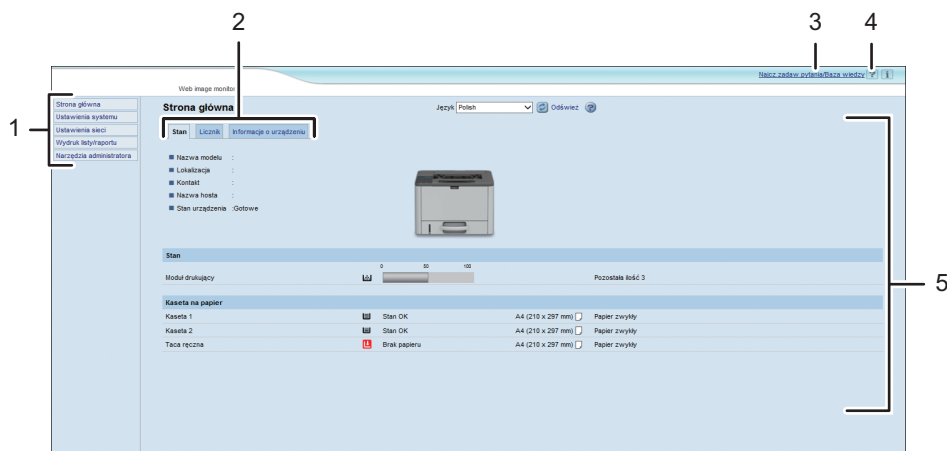 2
3
4
Najcz.zadaw.pytania/Baza wiedzy
Web image monitor
1
Strona główna
Ustawienia systemu
Ustawienia sieci
Wydruk listy/raportu
Narzędzia administratora
Strona główna
Język Polish
Odśwież
Stan
Licznik
Informacje o urządzeniu
Nazwa modelu :
Lokalizacja :
Kontakt :
Nazwa hosta :
Stan urządzenia :Gotowe
5
Stan
0 50 100
Moduł drukujący
Pozostała ilość 3
Kaseta na papier
Kaseta 1 Stan OK A4 (210 x 297 mm) Papier zwykły
Kaseta 2 Stan OK A4 (210 x 297 mm) Papier zwykły
Taca ręczna Brak papieru A4 (210 x 297 mm) Papier zwykły